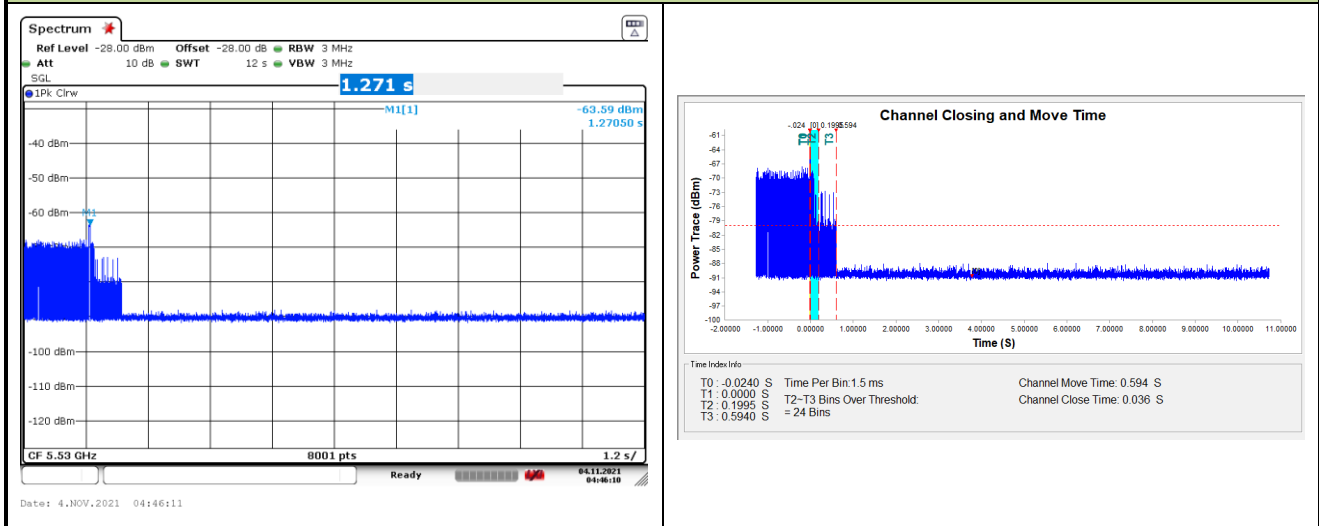 Spectrum
Ref Level -28.00 dBm Offset -28.00 dB RBW 3 MHz
Att 10 dB SWT 12 s VBW 3 MHz
SGL
1.271 s
1Pk Clrw
M1[1] -63.59 dBm
1.27050 s
-40 dBm
-50 dBm
-60 dBm
M1
-100 dBm
-110 dBm
-120 dBm
CF 5.53 GHz 8001 pts 1.2 s/
Ready 04.11.2021
04:46:10
Date: 4.NOV.2021 04:46:11
Channel Closing and Move Time
-.024 [0] 0.1995 .594
T0 T2 T3
Power Trace (dBm)
-61
-64
-67
-70
-73
-76
-79
-82
-85
-88
-91
-94
-97
-100
-2.00000 -1.00000 0.00000 1.00000 2.00000 3.00000 4.00000 5.00000 6.00000 7.00000 8.00000 9.00000 10.00000 11.00000
Time (S)
Time Index Info
T0 : -0.0240 S Time Per Bin:1.5 ms Channel Move Time: 0.594 S
T1 : 0.0000 S
T2 : 0.1995 S T2~T3 Bins Over Threshold: Channel Close Time: 0.036 S
T3 : 0.5940 S = 24 Bins